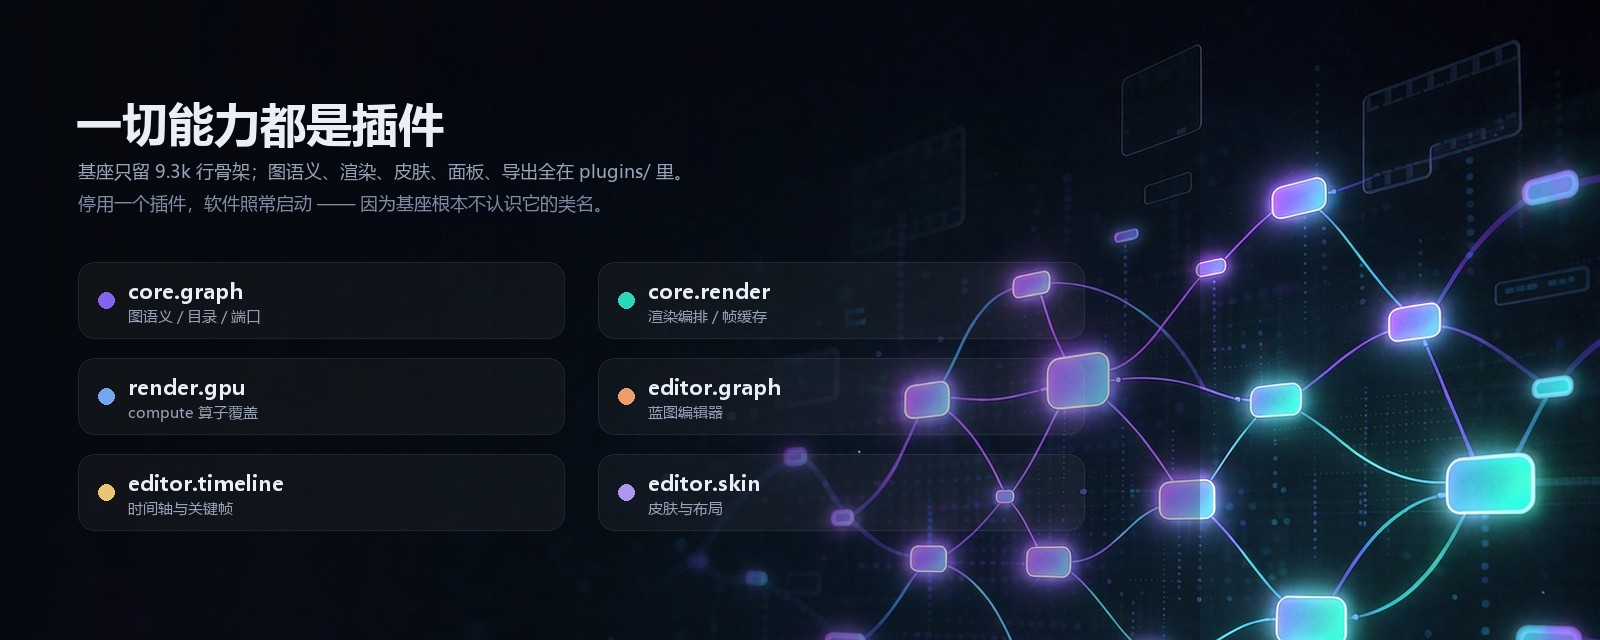 一切能力都是插件
基座只留 9.3k 行骨架；图语义、渲染、皮肤、面板、导出全在 plugins/ 里。
停用一个插件，软件照常启动 —— 因为基座根本不认识它的类名。
core.graph
图语义 / 目录 / 端口
core.render
渲染编排 / 帧缓存
render.gpu
compute 算子覆盖
editor.graph
蓝图编辑器
editor.timeline
时间轴与关键帧
editor.skin
皮肤与布局